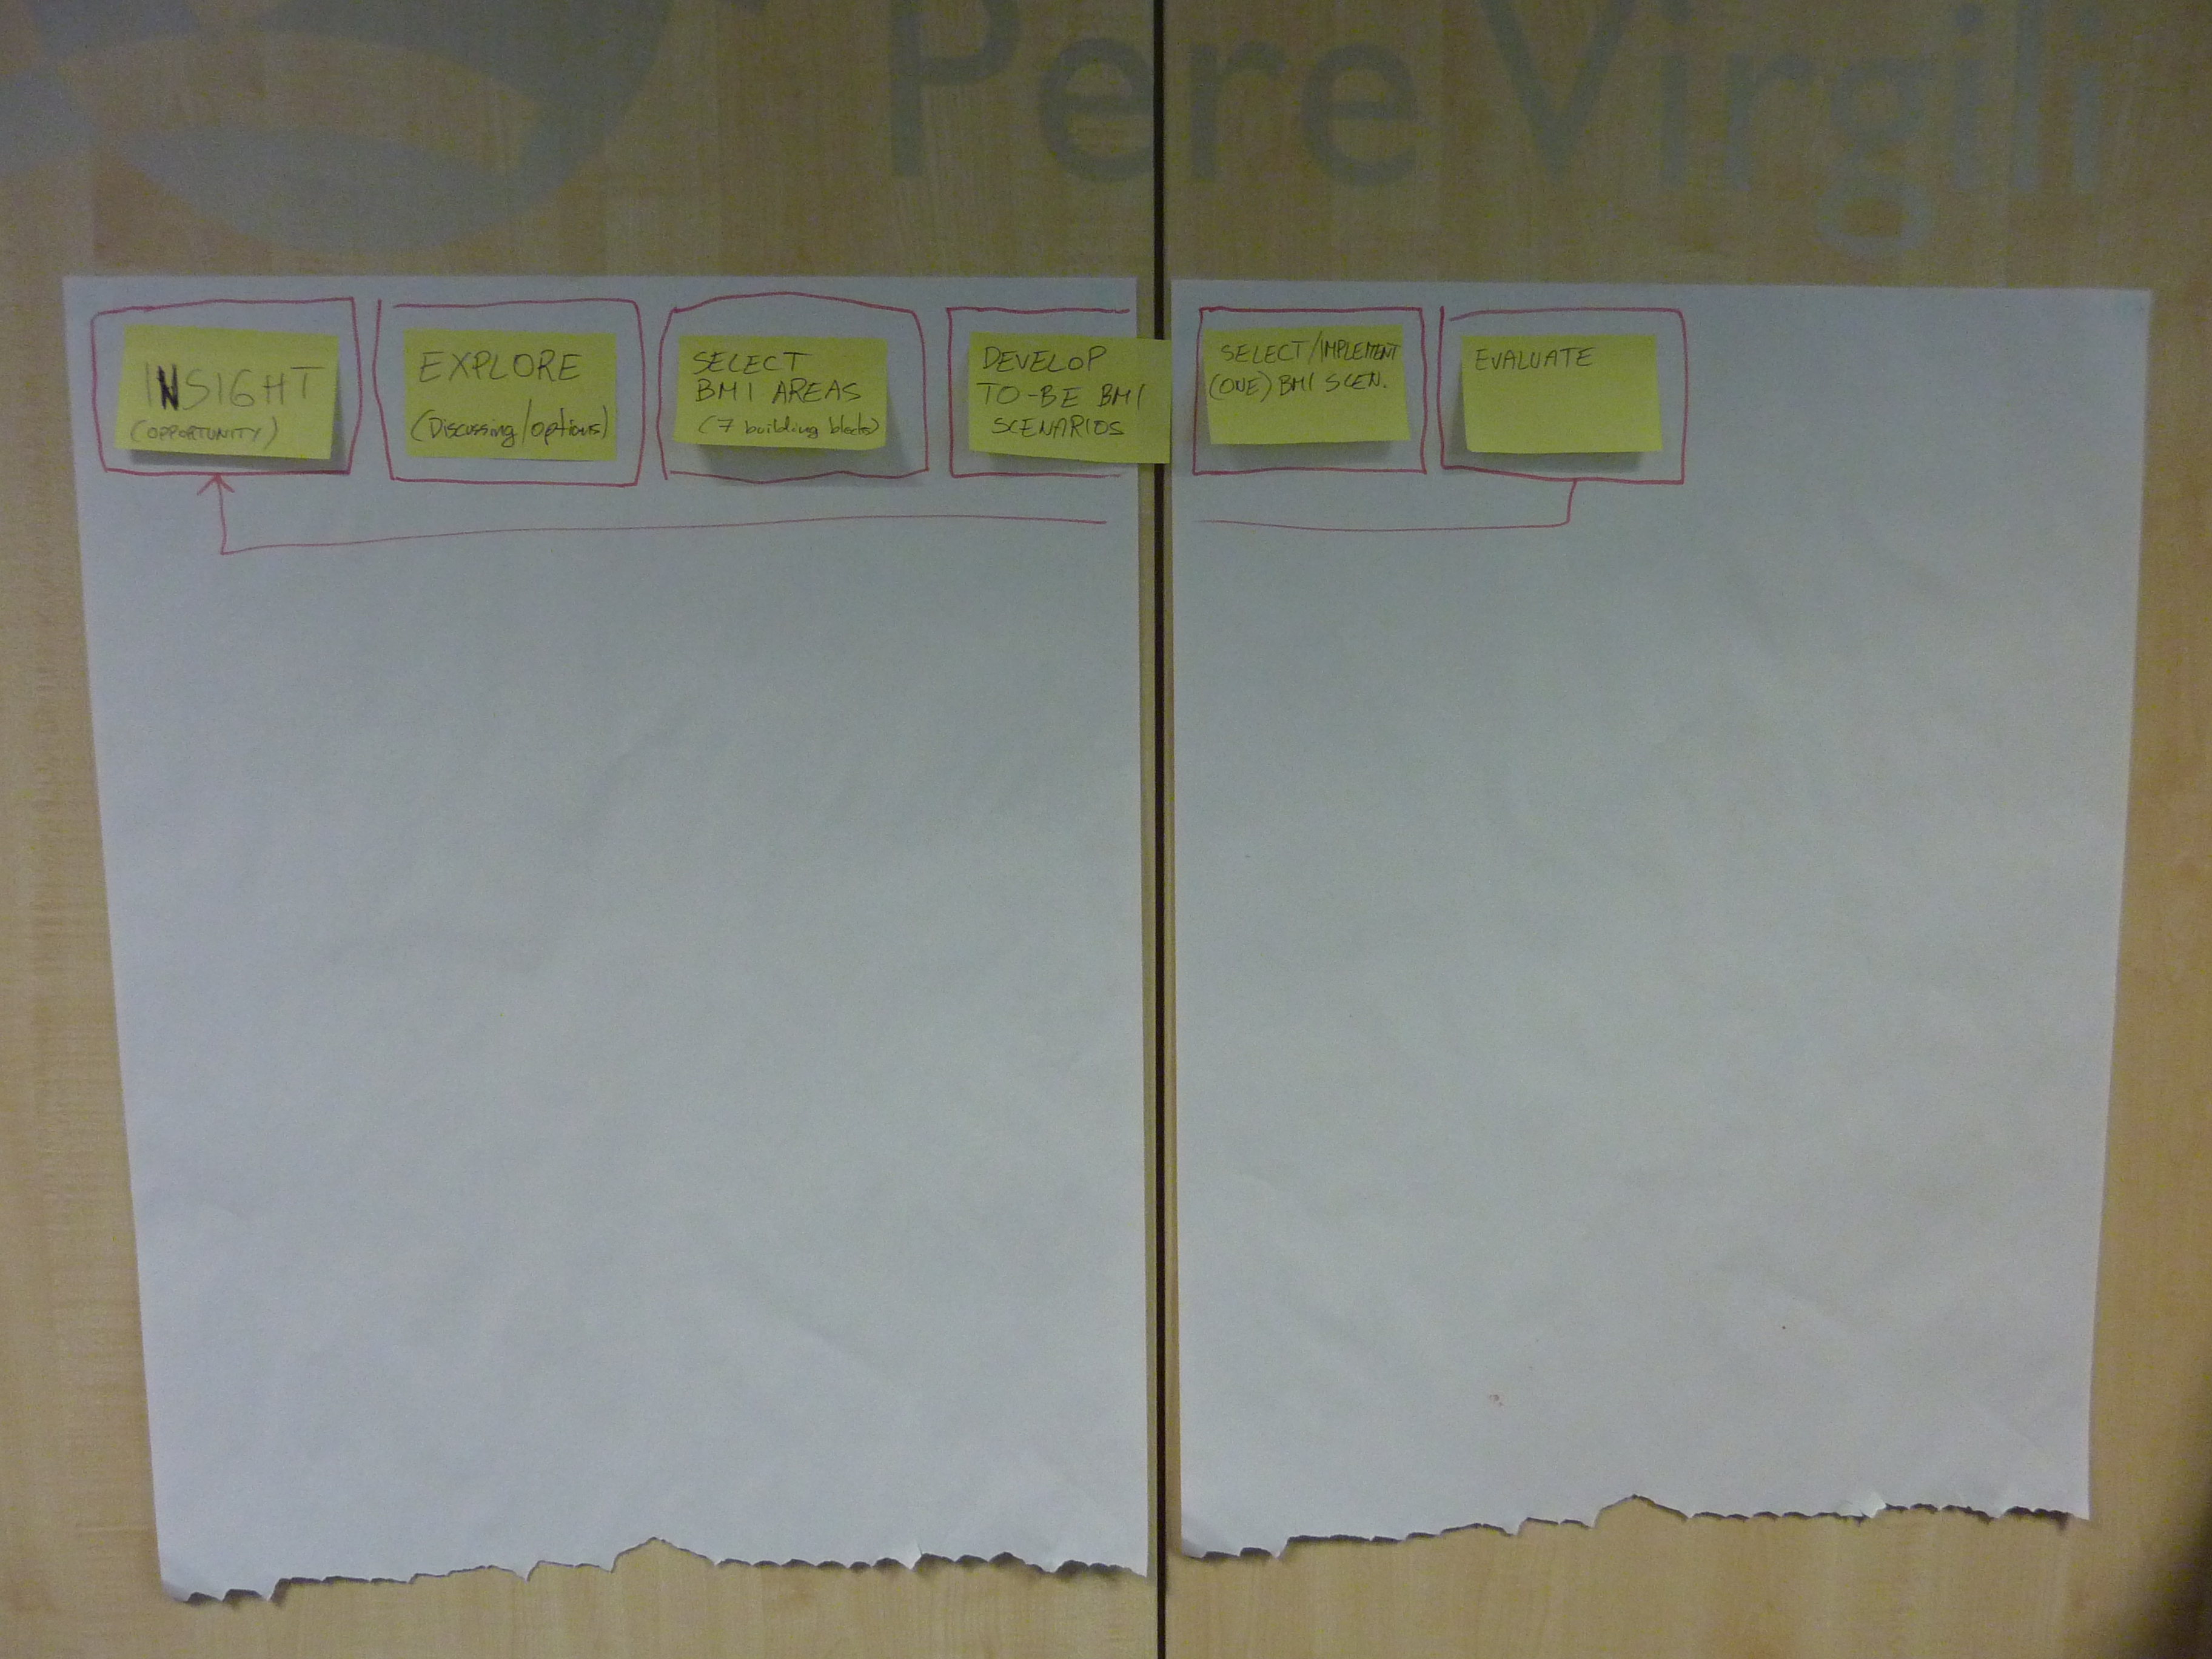 Pere Virgili
INSIGHT
(OPPORTUNITY)
EXPLORE
(Discussing/options)
SELECT
BMI AREAS
(7 building blocks)
DEVELOP
TO-BE BMI
SCENARIOS
SELECT/IMPLEMENT
(ONE) BMI SCEN.
EVALUATE